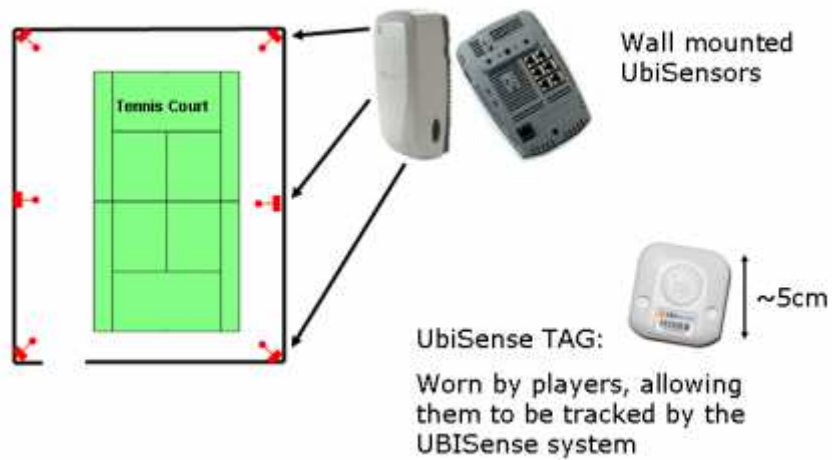 Tennis Court
Wall mounted
UbiSensors
~5cm
UbiSense TAG:
Worn by players, allowing
them to be tracked by the
UBISense system